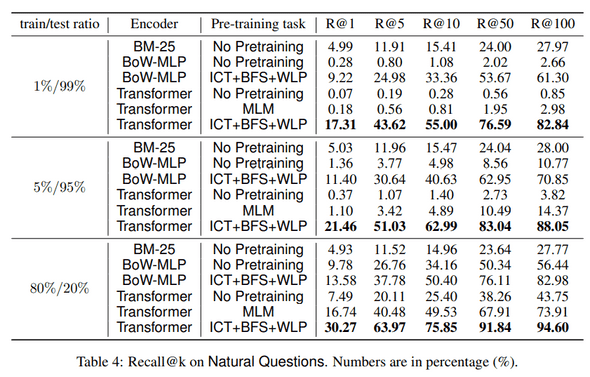 train/test ratio Encoder Pre-training task R@1 R@5 R@10 R@50 R@100
BM-25 No Pretraining 4.99 11.91 15.41 24.00 27.97
BoW-MLP No Pretraining 0.28 0.80 1.08 2.02 2.66
1%/99% BoW-MLP ICT+BFS+WLP 9.22 24.98 33.36 53.67 61.30
Transformer No Pretraining 0.07 0.19 0.28 0.56 0.85
Transformer MLM 0.18 0.56 0.81 1.95 2.98
Transformer ICT+BFS+WLP 17.31 43.62 55.00 76.59 82.84
BM-25 No Pretraining 5.03 11.96 15.47 24.04 28.00
BoW-MLP No Pretraining 1.36 3.77 4.98 8.56 10.77
5%/95% BoW-MLP ICT+BFS+WLP 11.40 30.64 40.63 62.95 70.85
Transformer No Pretraining 0.37 1.07 1.40 2.73 3.82
Transformer MLM 1.10 3.42 4.89 10.49 14.37
Transformer ICT+BFS+WLP 21.46 51.03 62.99 83.04 88.05
BM-25 No Pretraining 4.93 11.52 14.96 23.64 27.77
BoW-MLP No Pretraining 9.78 26.76 34.16 50.34 56.44
80%/20% BoW-MLP ICT+BFS+WLP 13.58 37.78 50.40 76.11 82.98
Transformer No Pretraining 7.49 20.11 25.40 38.26 43.75
Transformer MLM 16.74 40.48 49.53 67.91 73.91
Transformer ICT+BFS+WLP 30.27 63.97 75.85 91.84 94.60
Table 4: Recall@k on Natural Questions. Numbers are in percentage (%).